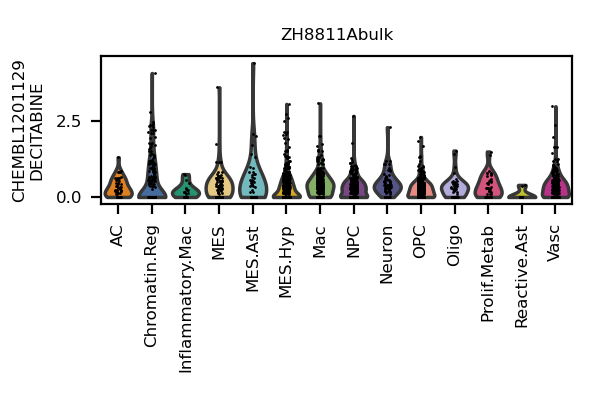 ZH8811Abulk
CHEMBL1201129
DECITABINE
2.5
0.0
AC
Chromatin.Reg
Inflammatory.Mac
MES
MES.Ast
MES.Hyp
Mac
NPC
Neuron
OPC
Oligo
Prolif.Metab
Reactive.Ast
Vasc